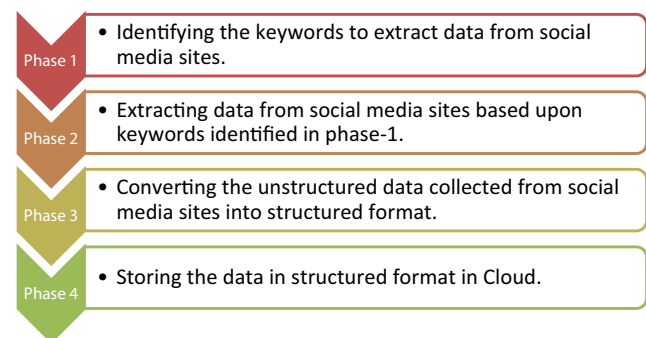 Phase 1
• Identifying the keywords to extract data from social
media sites.
Phase 2
• Extracting data from social media sites based upon
keywords identified in phase-1.
Phase 3
• Converting the unstructured data collected from social
media sites into structured format.
Phase 4
• Storing the data in structured format in Cloud.